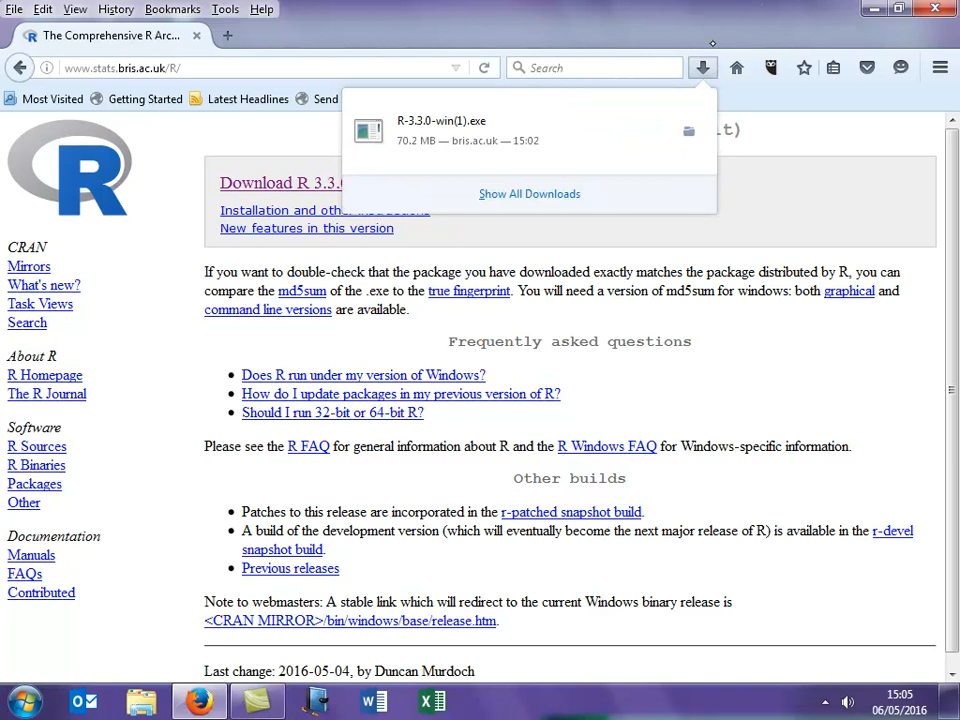 File Edit View History Bookmarks Tools Help
The Comprehensive R Arc...
www.stats.bris.ac.uk/R/
Search
Most Visited Getting Started Latest Headlines Send
R-3.3.0-win(1).exe
70.2 MB — bris.ac.uk — 15:02
Show All Downloads
t)
R
Download R 3.3.
Installation and other instructions
New features in this version
CRAN
Mirrors
What's new?
Task Views
Search
About R
R Homepage
The R Journal
Software
R Sources
R Binaries
Packages
Other
Documentation
Manuals
FAQs
Contributed
If you want to double-check that the package you have downloaded exactly matches the package distributed by R, you can
compare the md5sum of the .exe to the true fingerprint. You will need a version of md5sum for windows: both graphical and
command line versions are available.
Frequently asked questions
Does R run under my version of Windows?
How do I update packages in my previous version of R?
Should I run 32-bit or 64-bit R?
Please see the R FAQ for general information about R and the R Windows FAQ for Windows-specific information.
Other builds
Patches to this release are incorporated in the r-patched snapshot build.
A build of the development version (which will eventually become the next major release of R) is available in the r-devel
snapshot build.
Previous releases
Note to webmasters: A stable link which will redirect to the current Windows binary release is
<CRAN MIRROR>/bin/windows/base/release.htm.
Last change: 2016-05-04, by Duncan Murdoch
15:05
06/05/2016